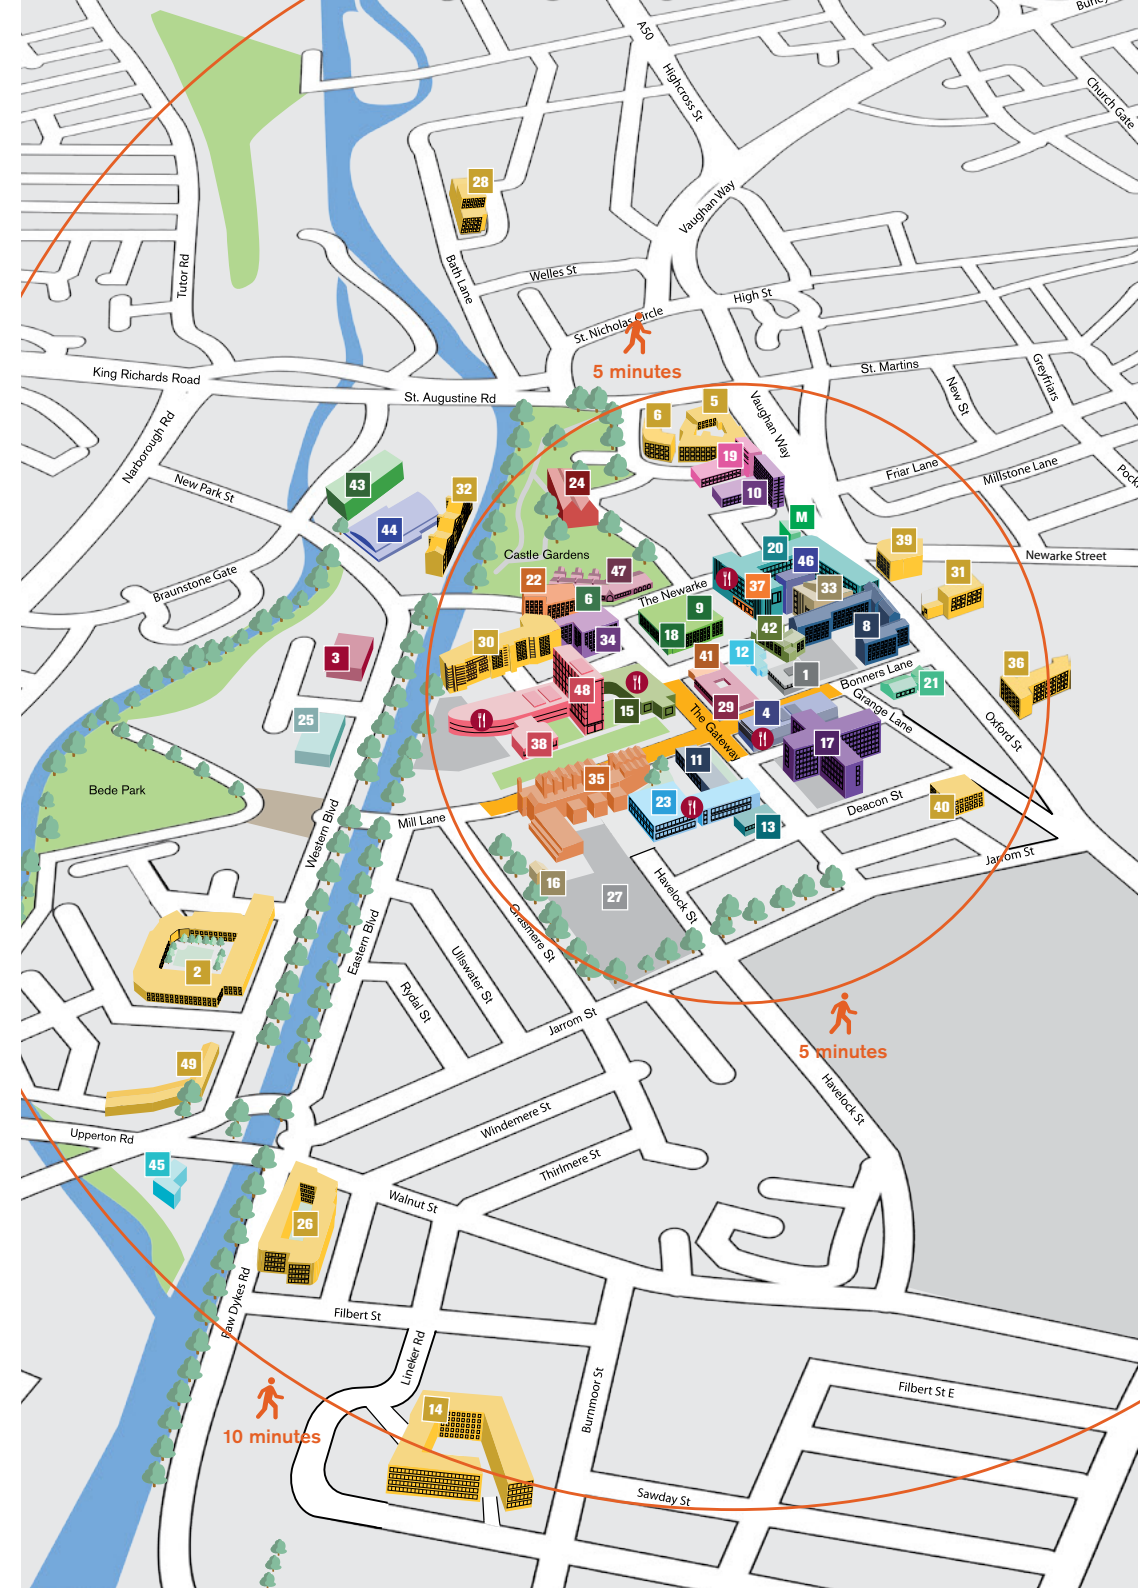 Burley
A50
Highcross St
Church Gate
28
Vaughan Way
Tutor Rd
Bath Lane
Welles St
High St
St. Nicholas Circle
5 minutes
St. Martins
Greyfriars
King Richards Road
St. Augustine Rd
New St
Narborough Rd
5
6
Vaughan Way
19
Friar Lane
Millstone Lane
New Park St
43
24
32
10
M
44
39
20
Newarke Street
Castle Gardens
46
47
31
22
37
33
Braunstone Gate
The Newarke
6
9
8
42
18
34
30
12
41
3
36
1
Bonners Lane
21
48
29
Grange Lane
15
4
25
The Gateway
Oxford St
38
17
11
35
Bede Park
23
Deacon St
40
Western Blvd
Mill Lane
13
Jarrom St
16
27
Havelock St
Grasmere St
Eastern Blvd
2
Ullswater St
Rydal St
Jarrom St
5 minutes
49
Havelock St
Windemere St
Upperton Rd
45
Thirlmere St
Walnut St
26
Raw Dykes Rd
Filbert St
Lineker Rd
Burnmoor St
Filbert St E
14
10 minutes
Sawday St